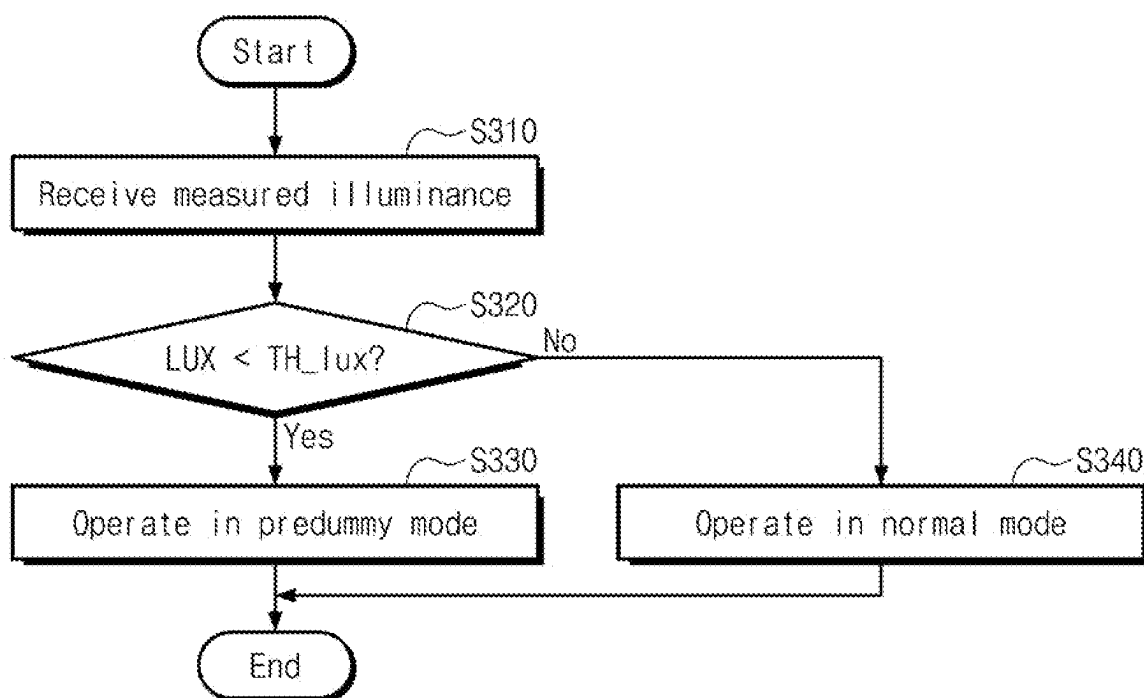 Start
S310
Receive measured illuminance
S320
LUX < TH_lux?
No
Yes
S330
Operate in predummy mode
S340
Operate in normal mode
End